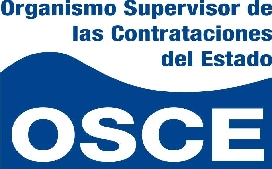 Organismo Supervisor de
las Contrataciones
del Estado
OSCE